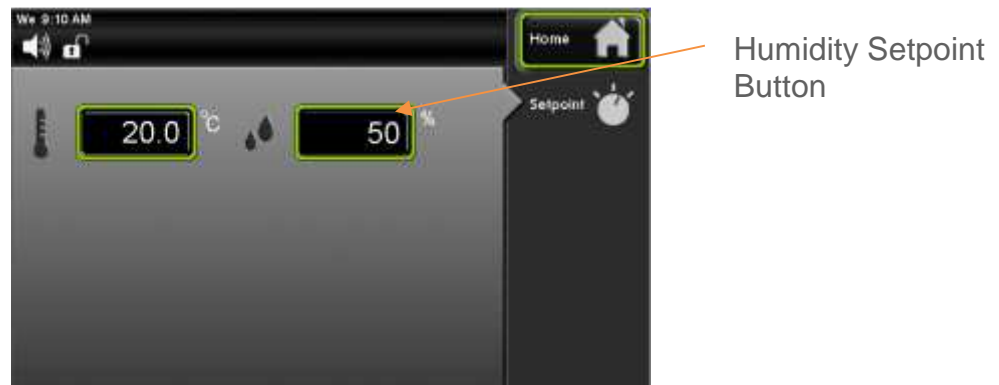 We 9:10 AM
Home
Setpoint
20.0 °C
50 %
Humidity Setpoint
Button